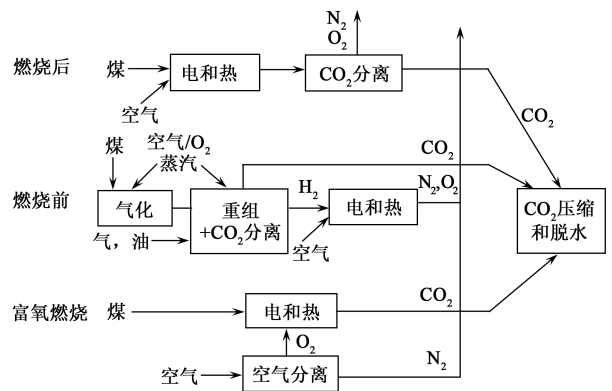 N₂
O₂
燃烧后
煤
电和热
CO₂分离
空气
CO₂
煤
空气/O₂
蒸汽
CO₂
燃烧前
气化
重组
+CO₂分离
H₂
电和热
N₂,O₂
CO₂压缩
和脱水
气，油
空气
富氧燃烧
煤
电和热
CO₂
O₂
空气
空气分离
N₂